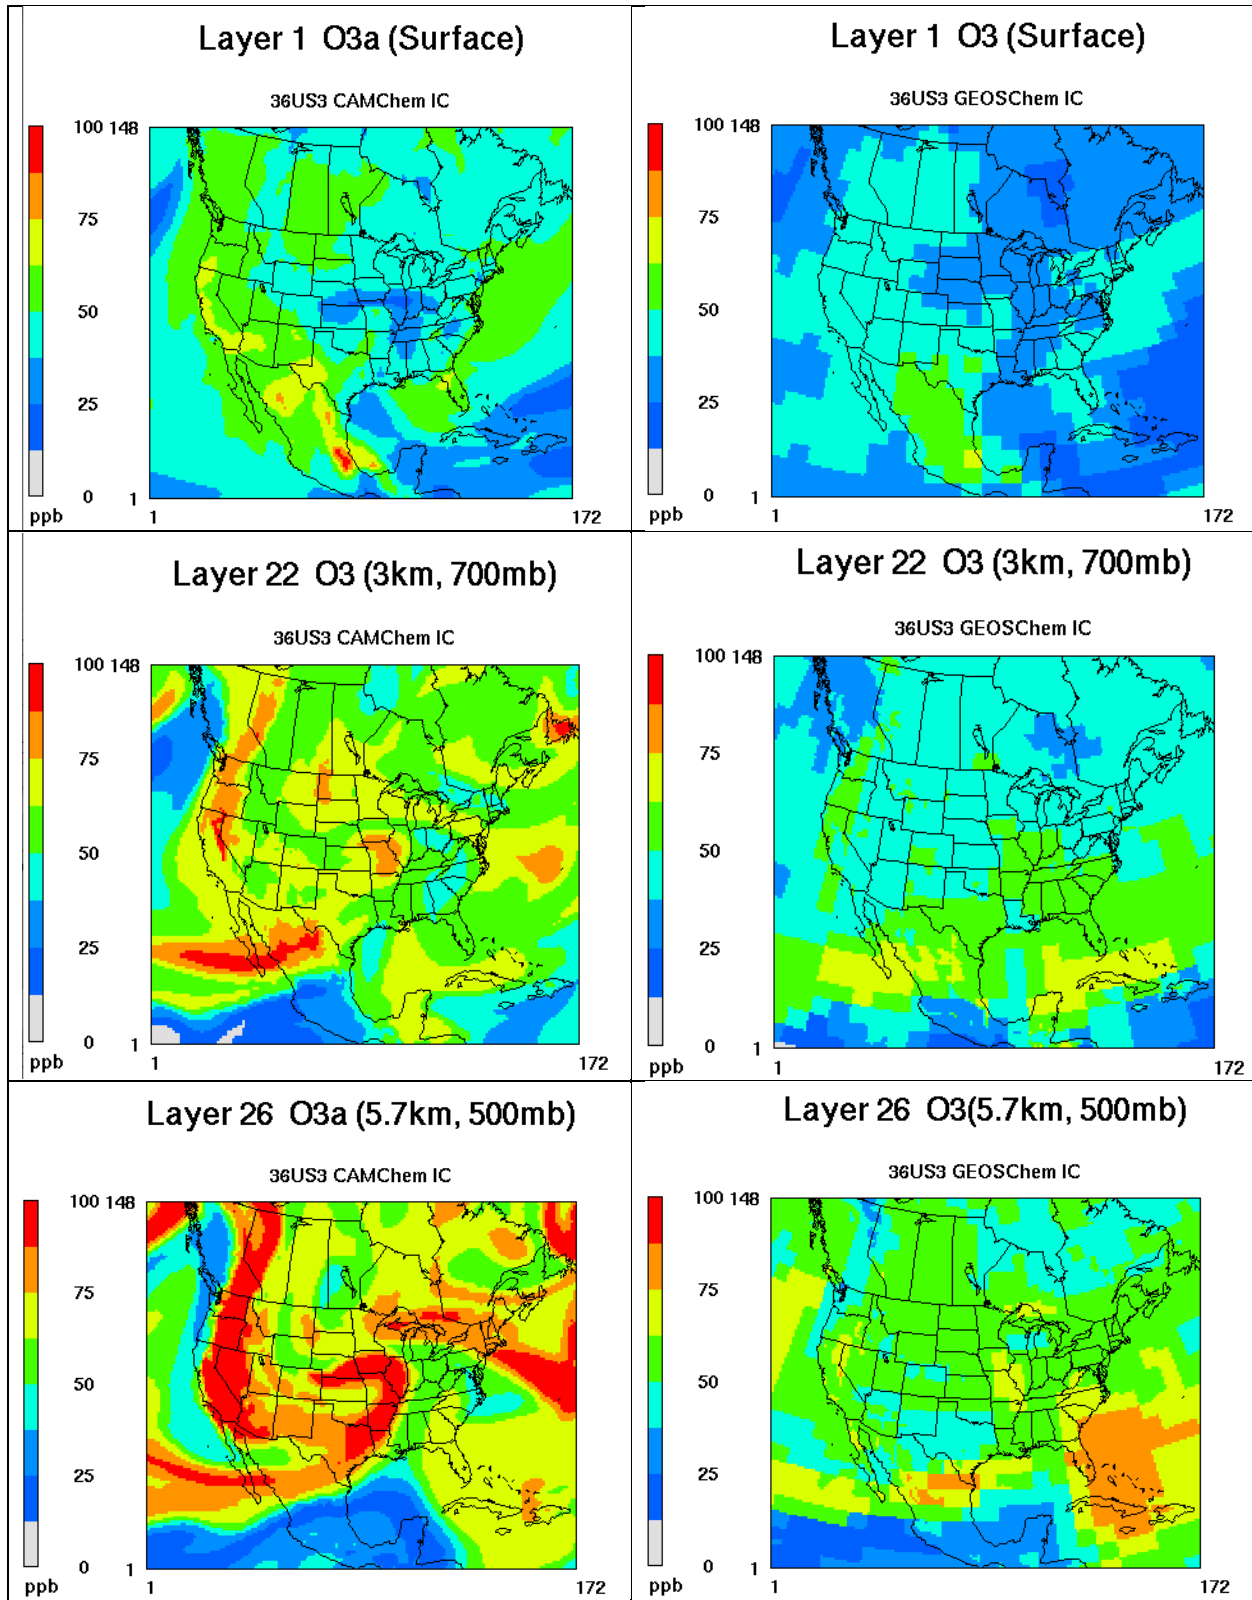 Layer 1 O3a (Surface)
36US3 CAMChem IC
100 148
75
50
25
0
ppb
1
1
172
Layer 1 O3 (Surface)
36US3 GEOSChem IC
100 148
75
50
25
0
ppb
1
1
172
Layer 22 O3 (3km, 700mb)
36US3 CAMChem IC
100 148
75
50
25
0
ppb
1
1
172
Layer 22 O3 (3km, 700mb)
36US3 GEOSChem IC
100 148
75
50
25
0
ppb
1
1
172
Layer 26 O3a (5.7km, 500mb)
36US3 CAMChem IC
100 148
75
50
25
0
ppb
1
1
172
Layer 26 O3(5.7km, 500mb)
36US3 GEOSChem IC
100 148
75
50
25
0
ppb
1
1
172